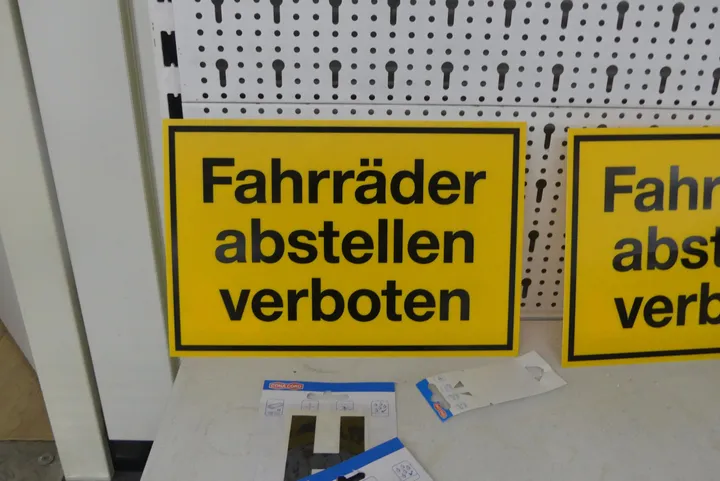 Fahrräder
abstellen
verboten
Fahr
abst
verb
H